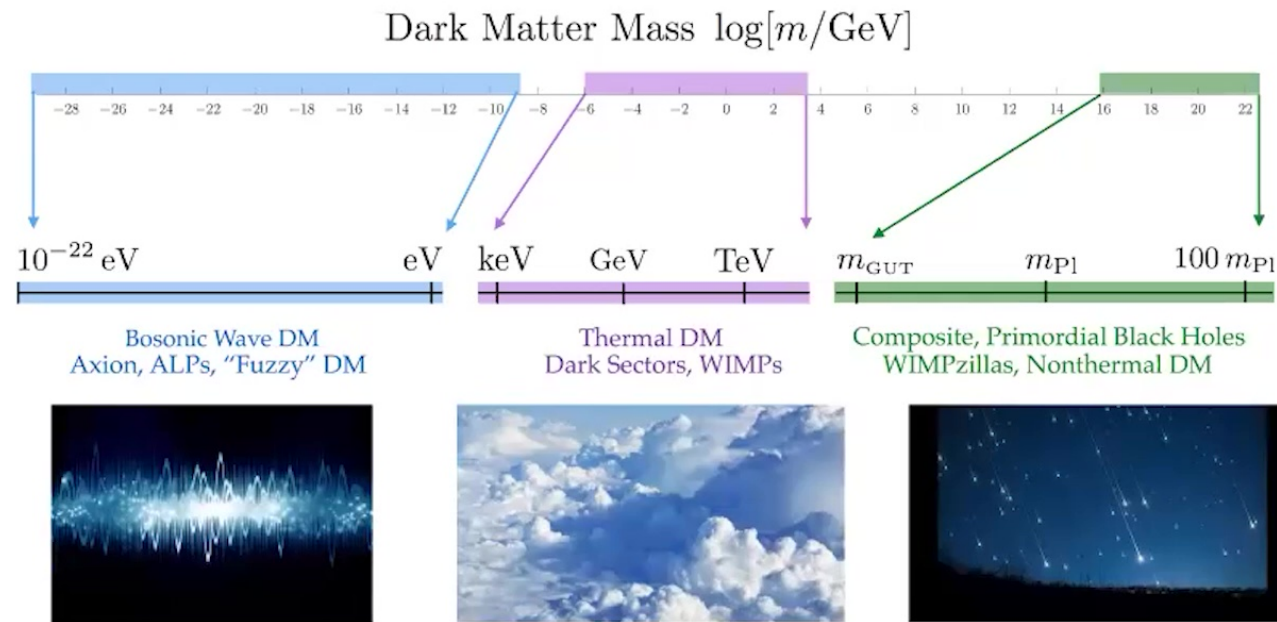 Dark Matter Mass log[m/GeV]
−28 −26 −24 −22 −20 −18 −16 −14 −12 −10 −8 −6 −4 −2 0 2 4 6 8 10 12 14 16 18 20 22
10⁻²² eV eV keV GeV TeV m_GUT m_Pl 100 m_Pl
Bosonic Wave DM
Axion, ALPs, “Fuzzy” DM
Thermal DM
Dark Sectors, WIMPs
Composite, Primordial Black Holes
WIMPzillas, Nonthermal DM